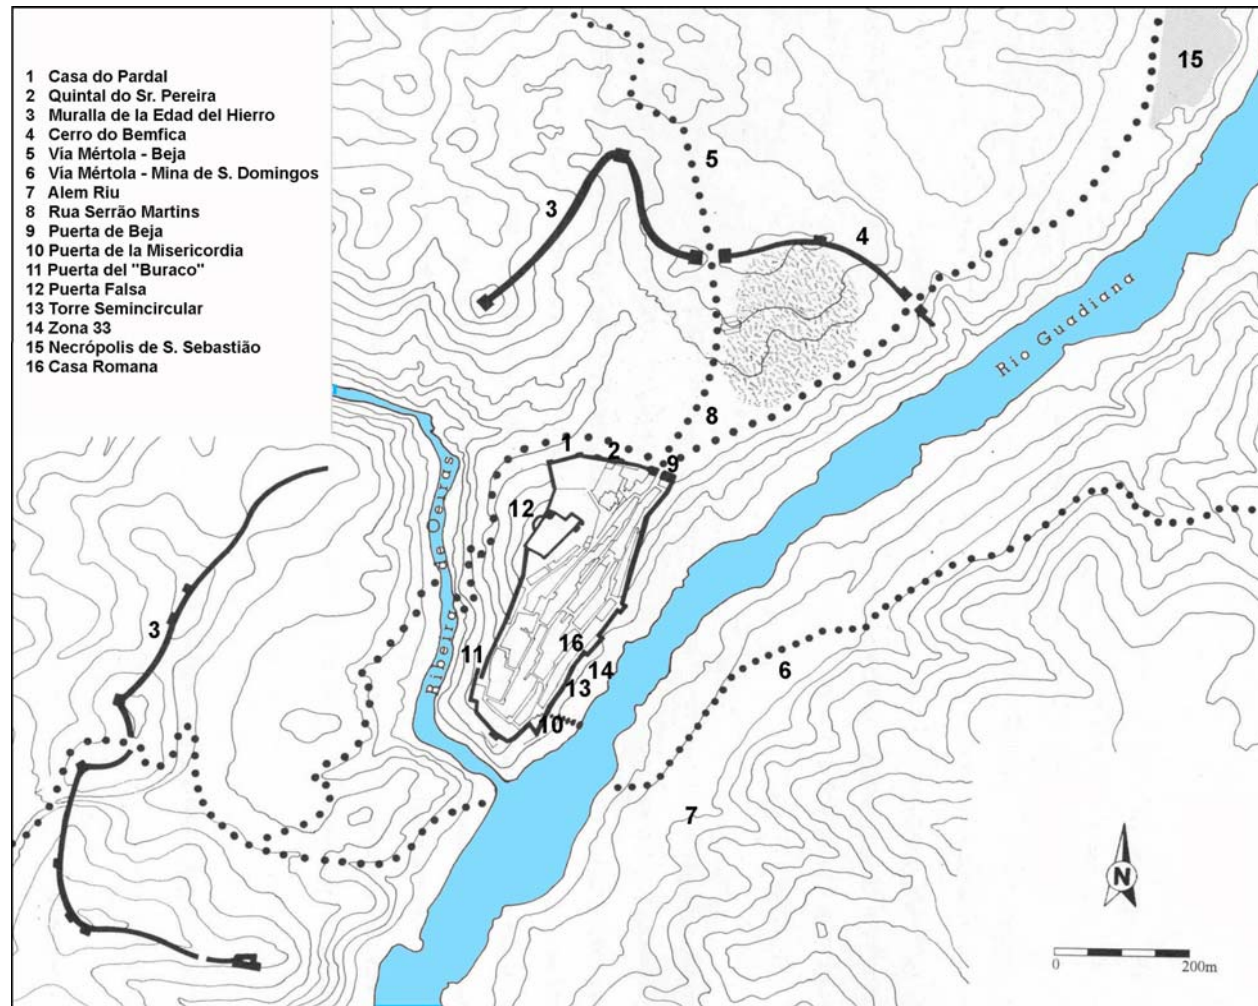 1 Casa do Pardal
2 Quintal do Sr. Pereira
3 Muralla de la Edad del Hierro
4 Cerro do Bemfica
5 Vía Mértola - Beja
6 Vía Mértola - Mina de S. Domingos
7 Alem Riu
8 Rua Serrão Martins
9 Puerta de Beja
10 Puerta de la Misericordia
11 Puerta del "Buraco"
12 Puerta Falsa
13 Torre Semincircular
14 Zona 33
15 Necrópolis de S. Sebastião
16 Casa Romana
15
5
3
4
Rio Guadiana
8
1
2
9
Ribeira de Oeiras
12
3
11
16
14
13
6
10
7
N
0
200m